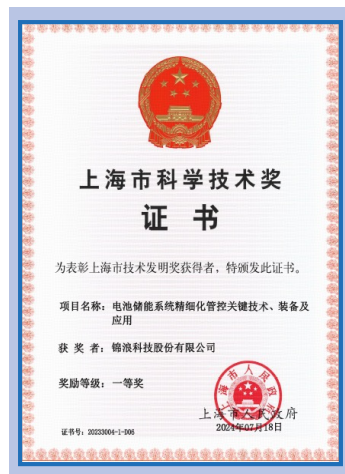 上海市科学技术奖
证书
为表彰上海市技术发明奖获得者，特颁发此证书。
项目名称：电池储能系统精细化管控关键技术、装备及
应用
获 奖 者：锦浪科技股份有限公司
奖励等级：一等奖
上海市人民政府
2024年07月18日
证书号：20233004-1-D06